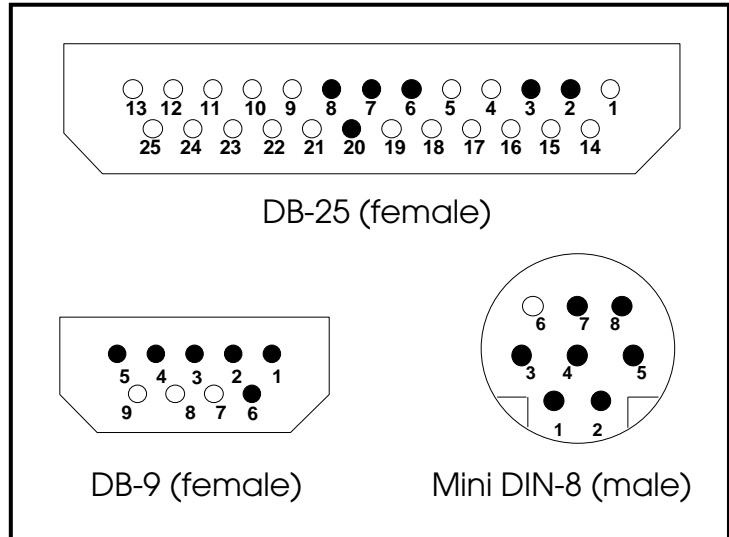 13 12 11 10 9 8 7 6 5 4 3 2 1
25 24 23 22 21 20 19 18 17 16 15 14
DB-25 (female)
5 4 3 2 1
9 8 7 6
DB-9 (female)
6 7 8
3 4 5
1 2
Mini DIN-8 (male)